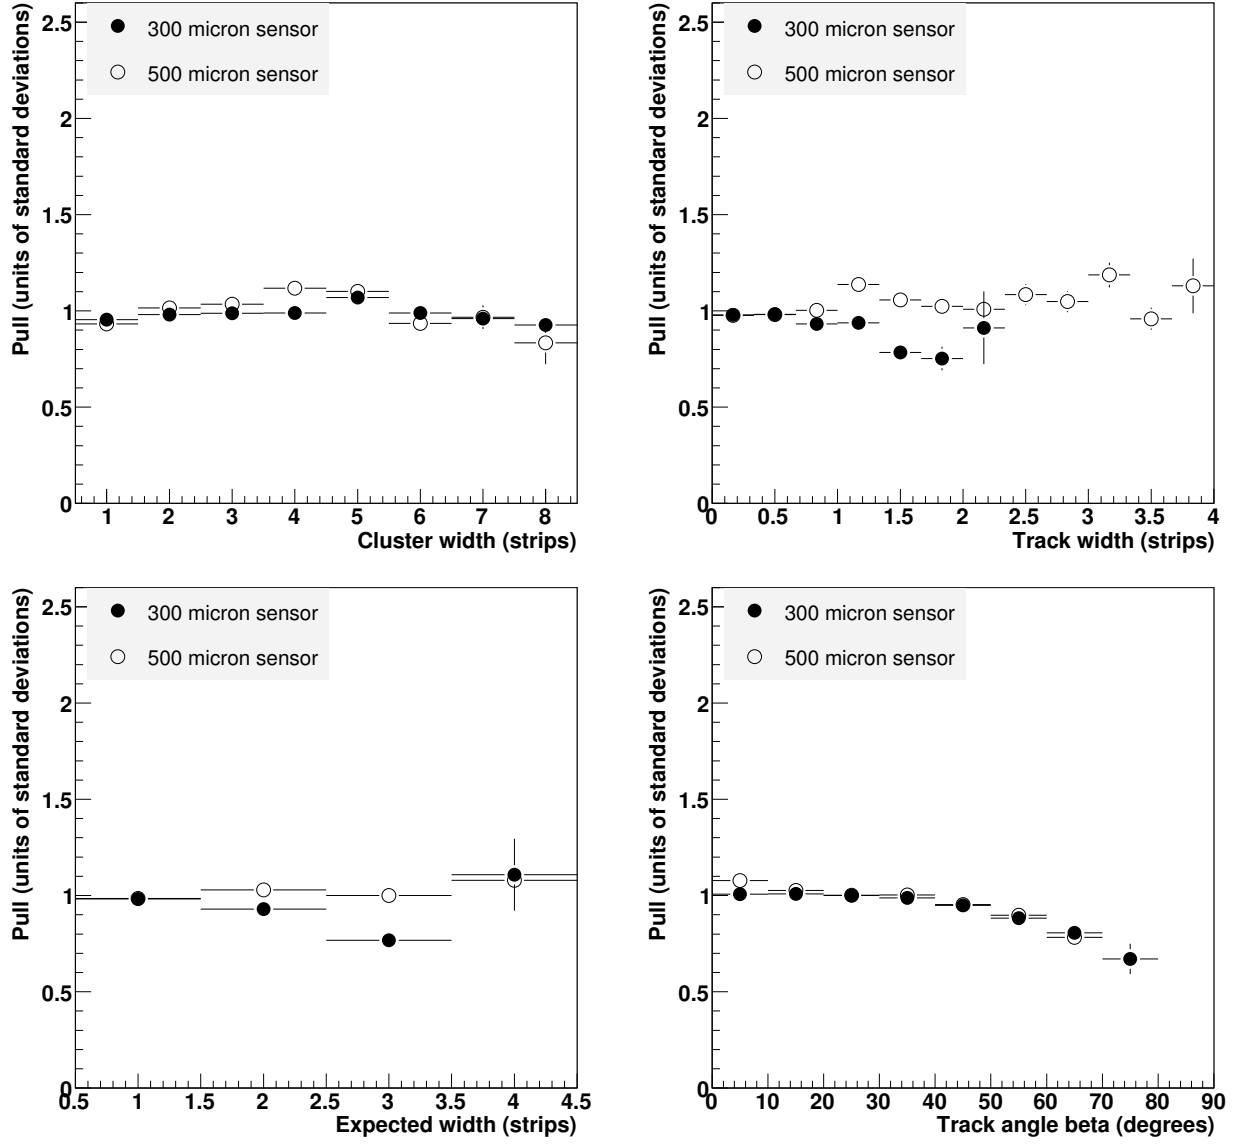 Pull (units of standard deviations)
2.5
2
1.5
1
0.5
0
300 micron sensor
500 micron sensor
1 2 3 4 5 6 7 8
Cluster width (strips)
Pull (units of standard deviations)
2.5
2
1.5
1
0.5
0
300 micron sensor
500 micron sensor
0 0.5 1 1.5 2 2.5 3 3.5 4
Track width (strips)
Pull (units of standard deviations)
2.5
2
1.5
1
0.5
0
300 micron sensor
500 micron sensor
0.5 1 1.5 2 2.5 3 3.5 4 4.5
Expected width (strips)
Pull (units of standard deviations)
2.5
2
1.5
1
0.5
0
300 micron sensor
500 micron sensor
0 10 20 30 40 50 60 70 80 90
Track angle beta (degrees)